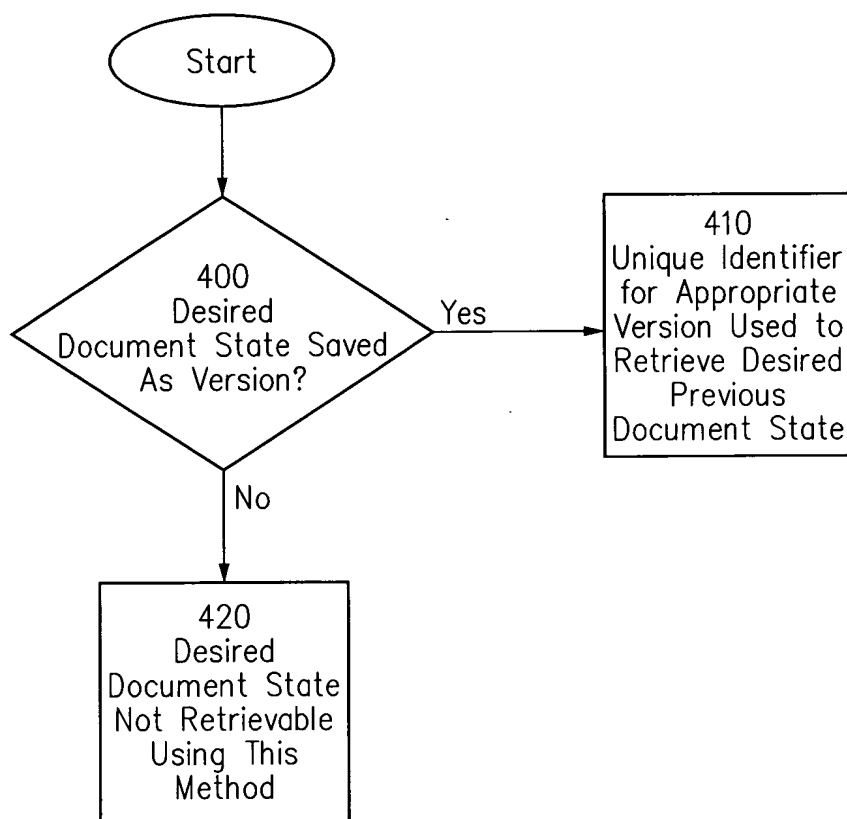 Start
400
Desired
Document State Saved
As Version?
Yes
410
Unique Identifier
for Appropriate
Version Used to
Retrieve Desired
Previous
Document State
No
420
Desired
Document State
Not Retrievable
Using This
Method